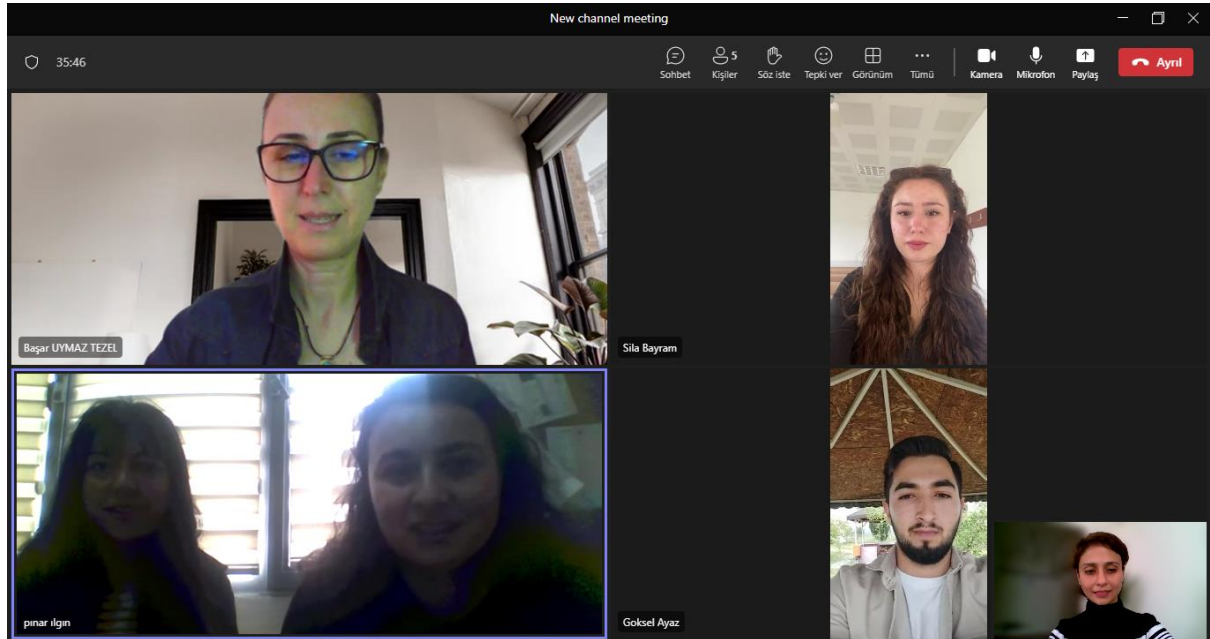 New channel meeting
35:46
5
Sohbet Kişiler Söz iste Tepki ver Görünüm Tümü Kamera Mikrofon Paylaş Ayrıl
Başar UYMAZ TEZEL
Sila Bayram
pınar ılgın
Goksel Ayaz